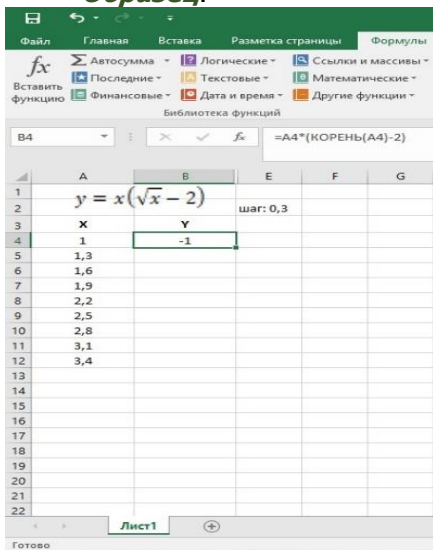 Образец:
Файл Главная Вставка Разметка страницы Формулы
fx Вставить функцию
Σ Автосумма Логические Ссылки и массивы
Последние Текстовые Математические
Финансовые Дата и время Другие функции
Библиотека функций
B4 fx =A4*(КОРЕНЬ(A4)-2)
A B E F G
1 y = x(√x − 2)
2 шаг: 0,3
3 X Y
4 1 -1
5 1,3
6 1,6
7 1,9
8 2,2
9 2,5
10 2,8
11 3,1
12 3,4
13
14
15
16
17
18
19
20
21
22
Лист1
Готово